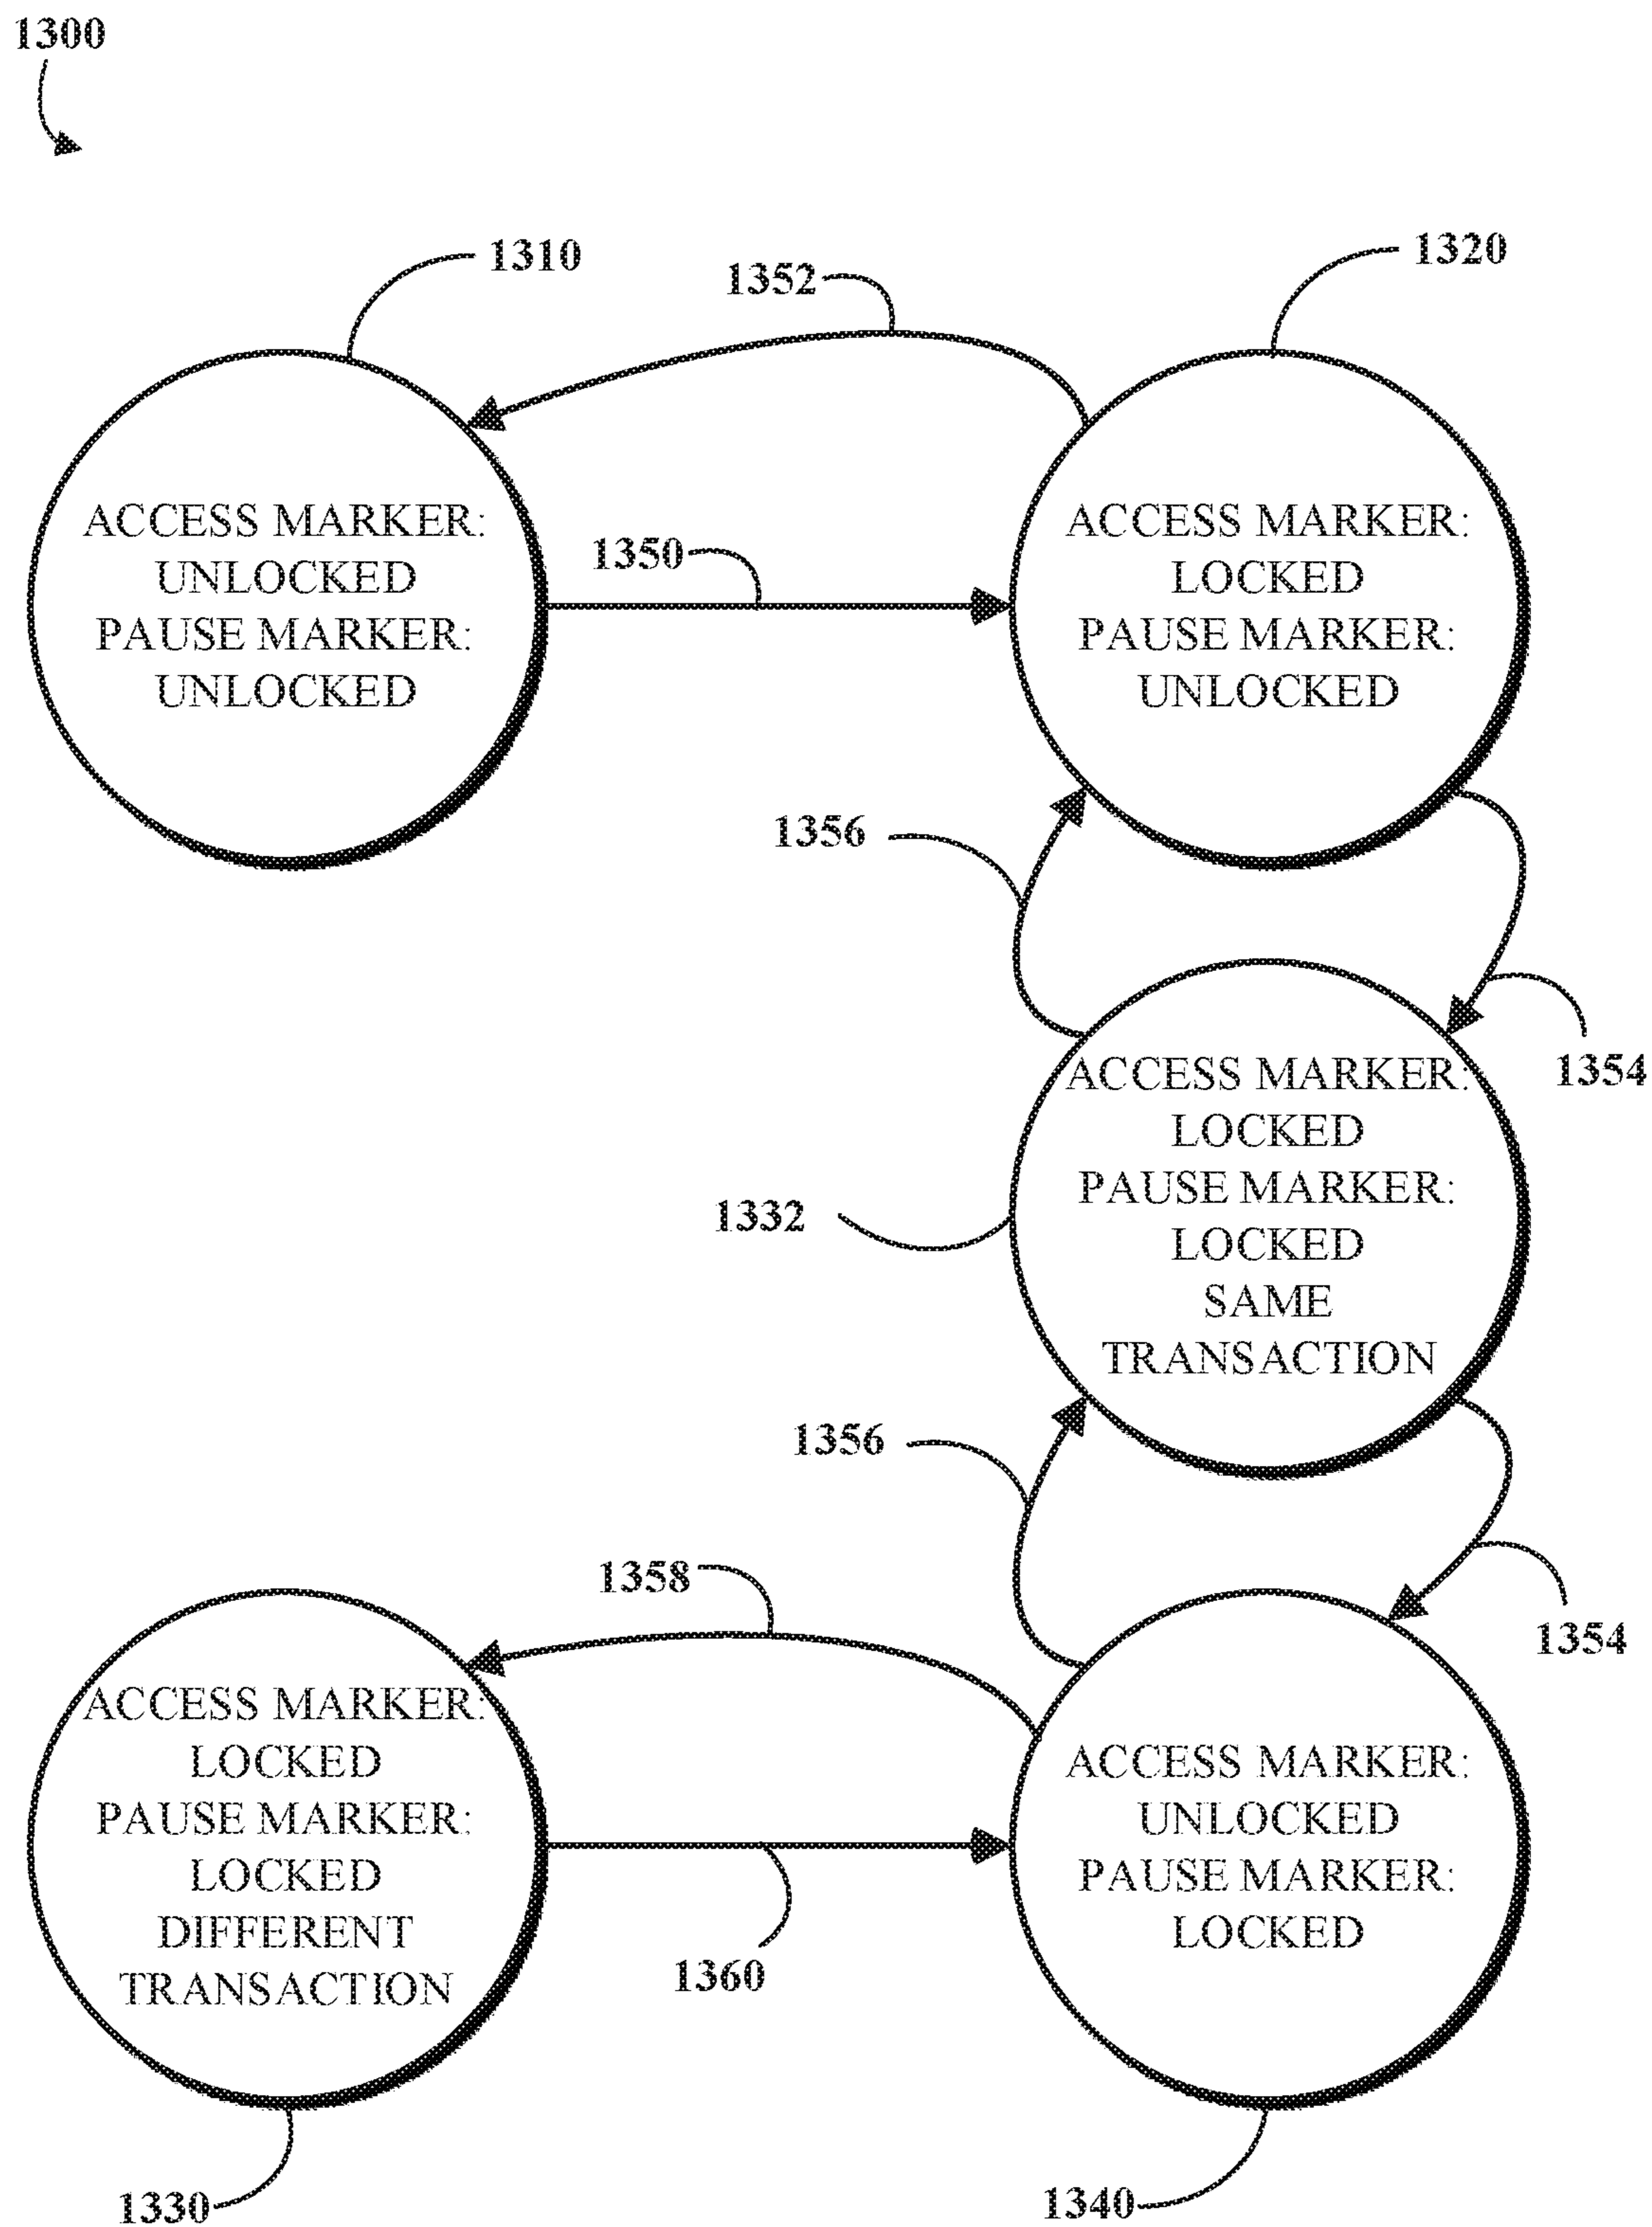 1300
1310
1352
1320
ACCESS MARKER:
UNLOCKED
PAUSE MARKER:
UNLOCKED
1350
ACCESS MARKER:
LOCKED
PAUSE MARKER:
UNLOCKED
1356
1354
ACCESS MARKER:
LOCKED
PAUSE MARKER:
LOCKED
SAME
TRANSACTION
1332
1356
1354
1358
ACCESS MARKER:
LOCKED
PAUSE MARKER:
LOCKED
DIFFERENT
TRANSACTION
1360
ACCESS MARKER:
UNLOCKED
PAUSE MARKER:
LOCKED
1330
1340